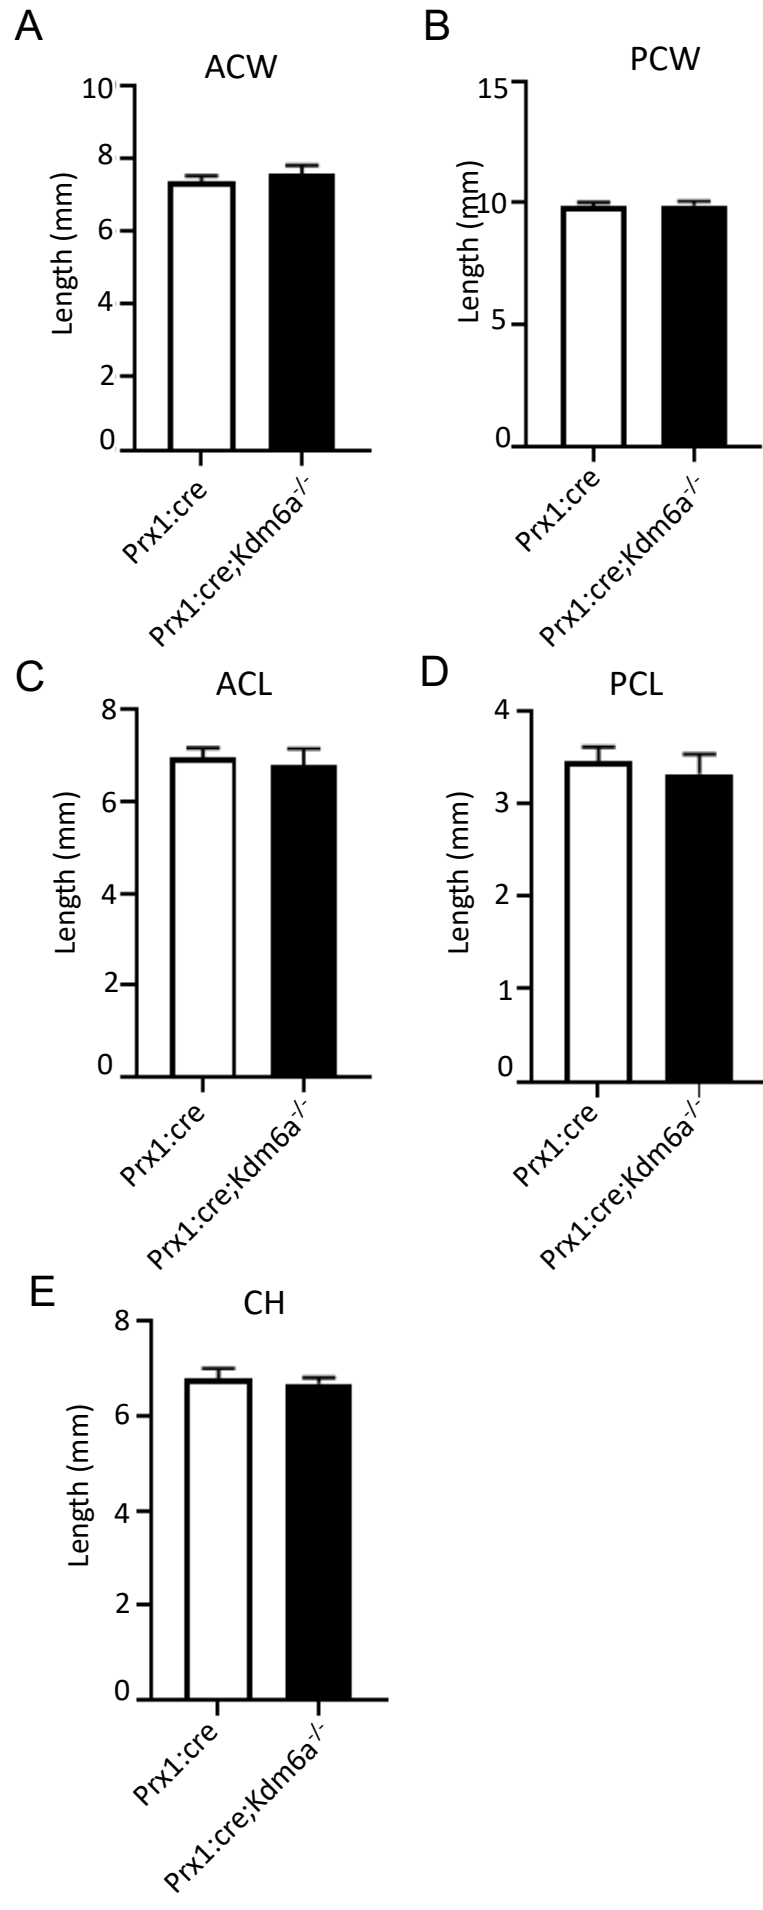 A
ACW
Length (mm)
10
8
6
4
2
0
Prx1:cre
Prx1:cre;Kdm6a-/-
B
PCW
Length (mm)
15
10
5
0
Prx1:cre
Prx1:cre;Kdm6a-/-
C
ACL
Length (mm)
8
6
4
2
0
Prx1:cre
Prx1:cre;Kdm6a-/-
D
PCL
Length (mm)
4
3
2
1
0
Prx1:cre
Prx1:cre;Kdm6a-/-
E
CH
Length (mm)
8
6
4
2
0
Prx1:cre
Prx1:cre;Kdm6a-/-